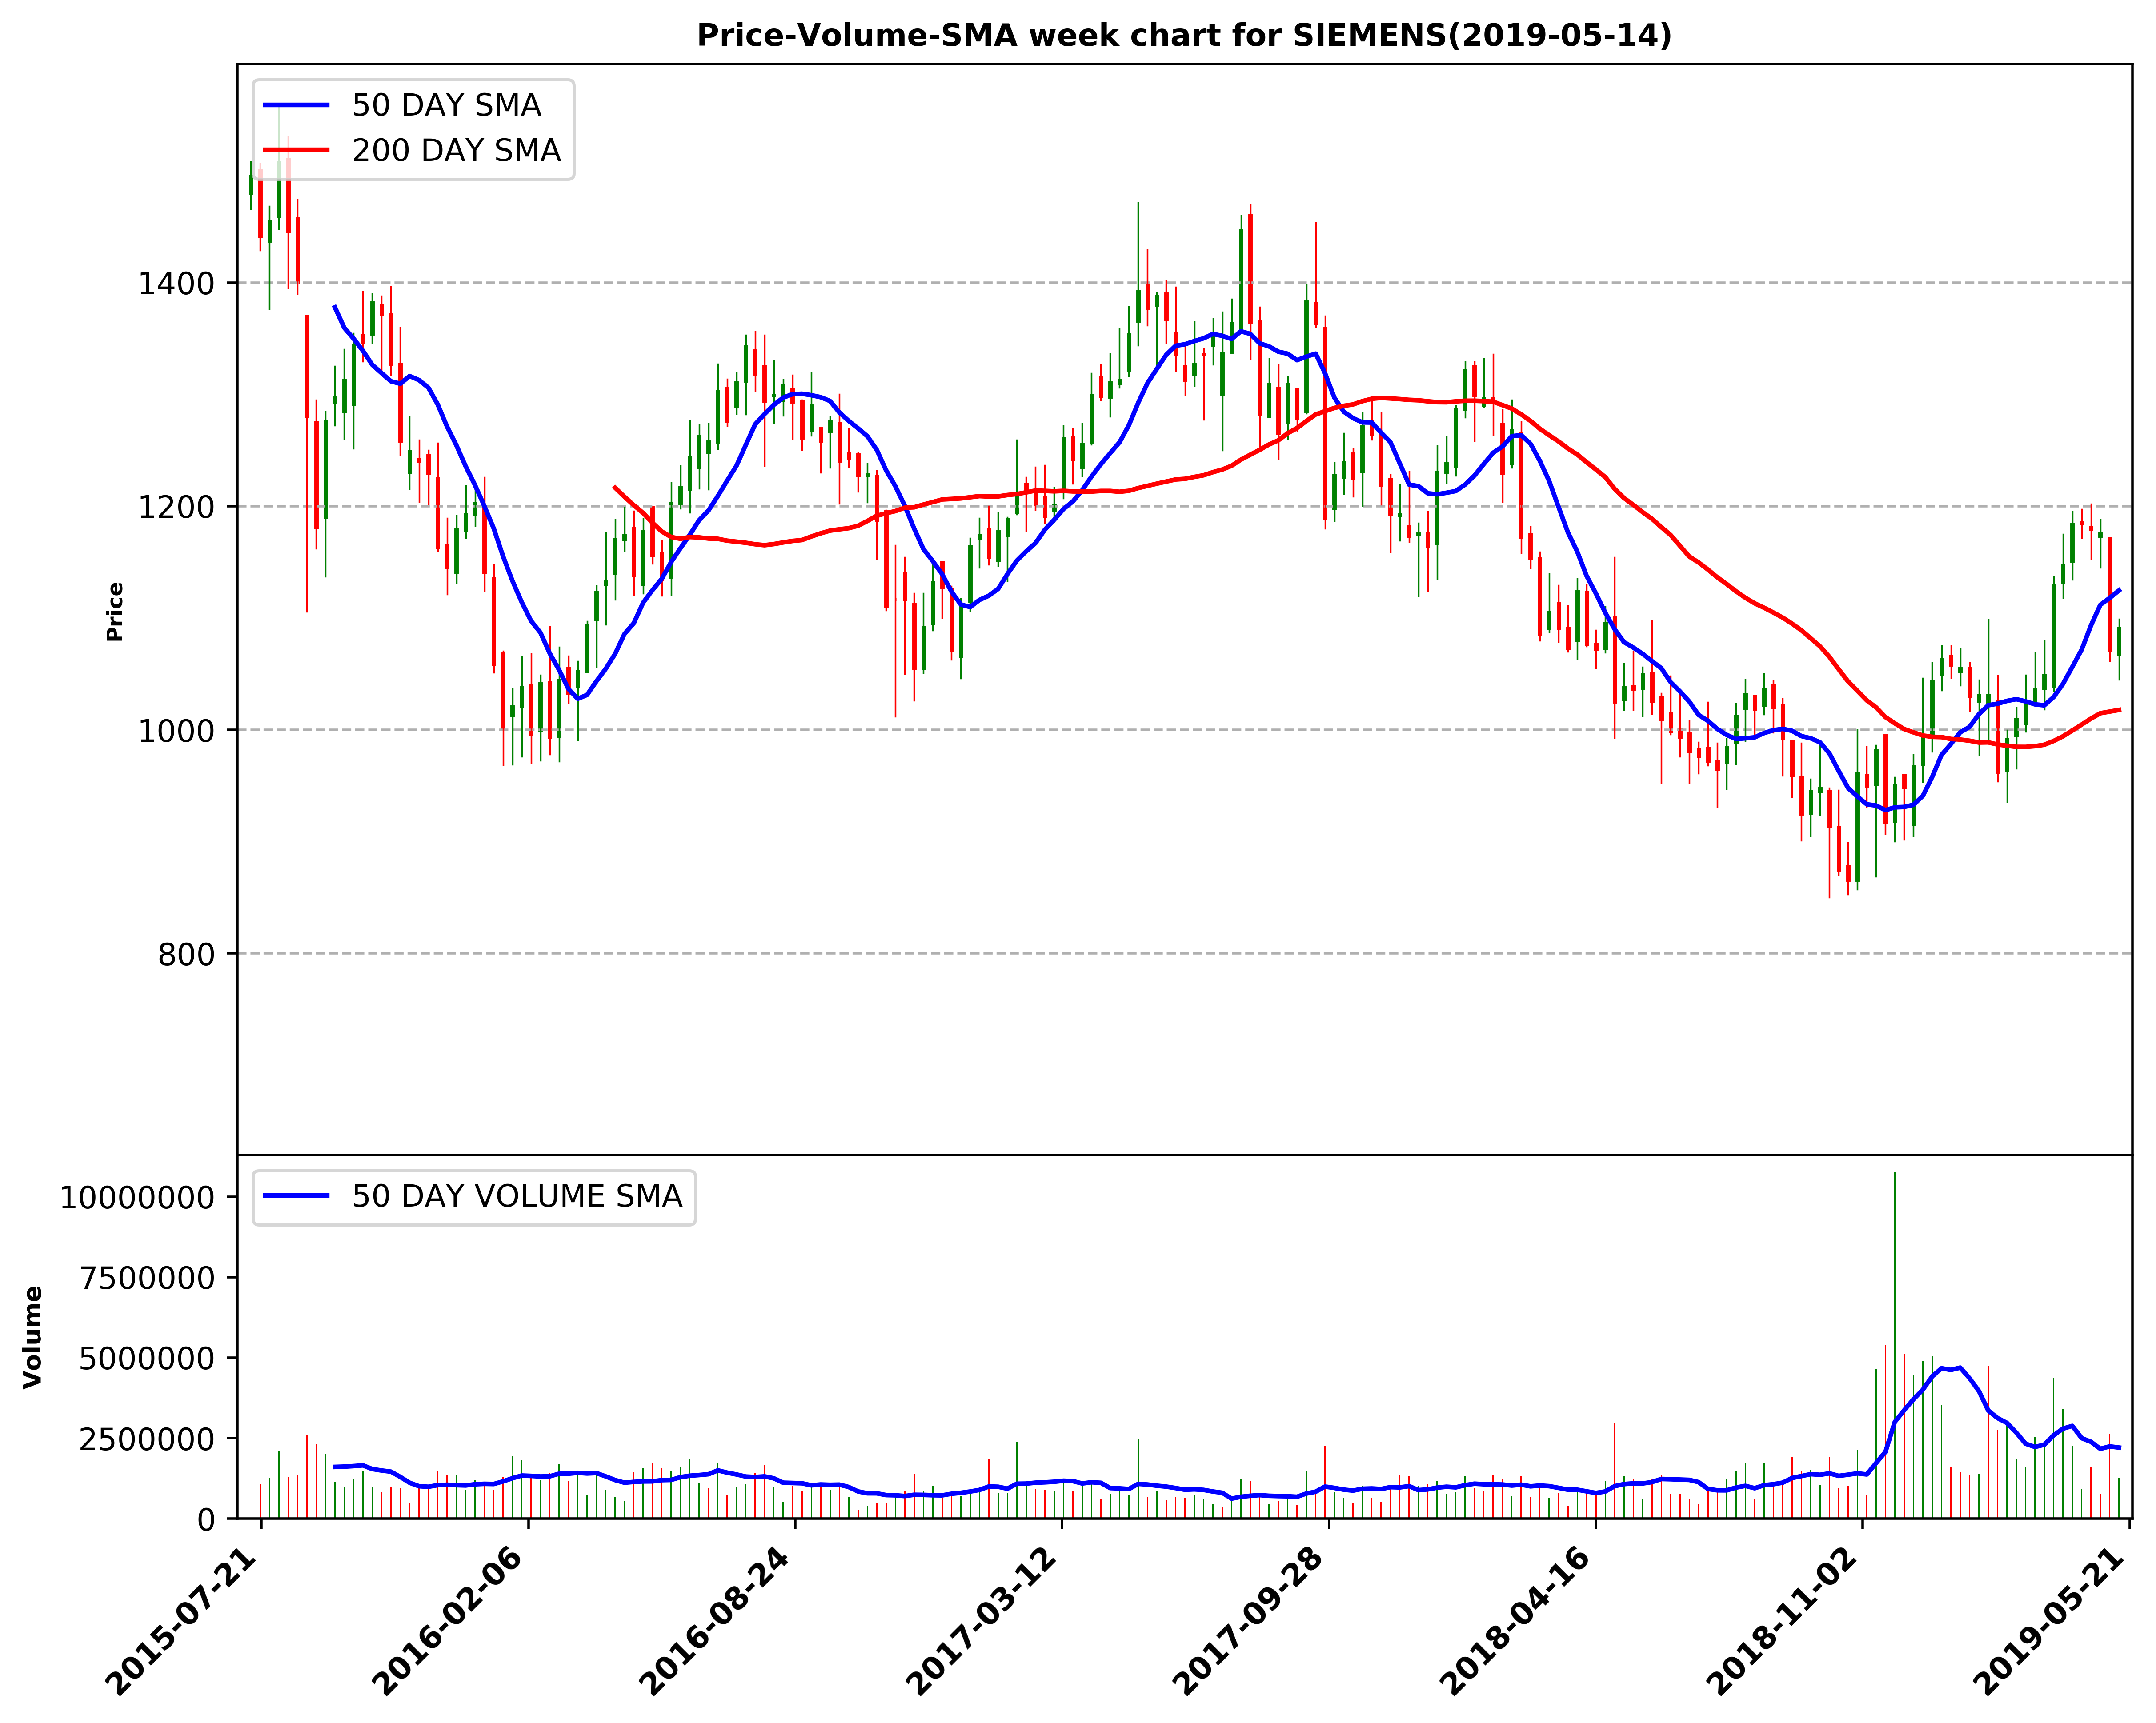 Price-Volume-SMA week chart for SIEMENS(2019-05-14)
50 DAY SMA
200 DAY SMA
1400
1200
1000
800
Price
50 DAY VOLUME SMA
10000000
7500000
5000000
2500000
0
Volume
2015-07-21
2016-02-06
2016-08-24
2017-03-12
2017-09-28
2018-04-16
2018-11-02
2019-05-21